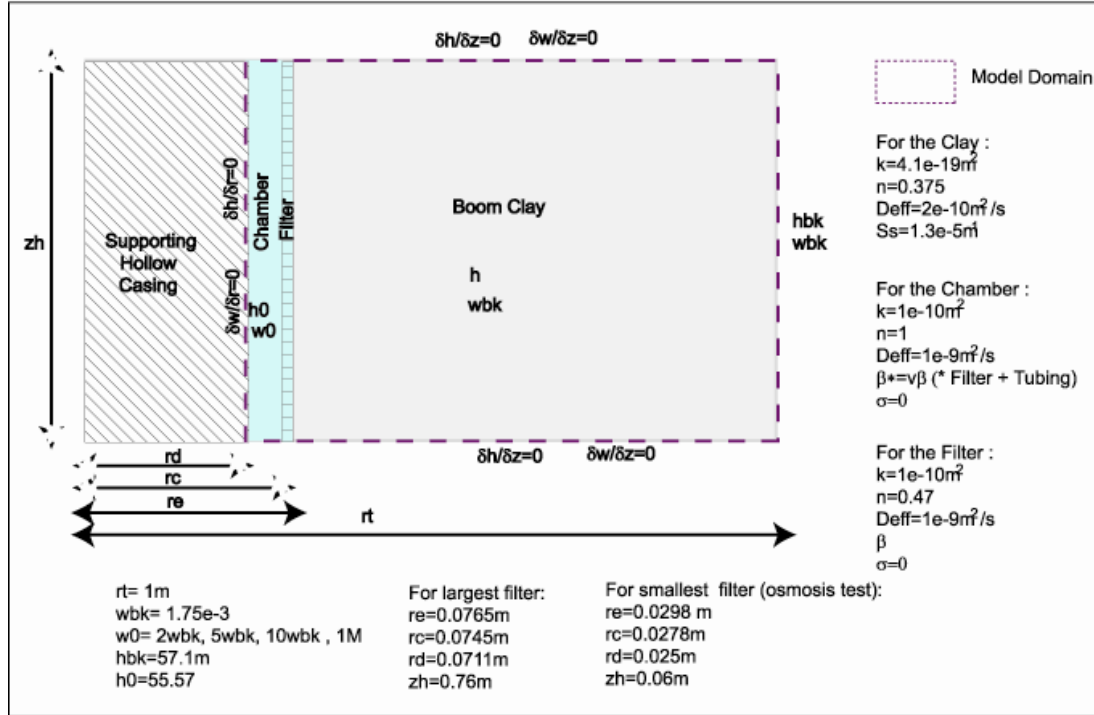 δh/δz=0 δw/δz=0
Model Domain
For the Clay :
k=4.1e-19m²
n=0.375
Deff=2e-10m²/s
Ss=1.3e-5m¹
zh
Supporting
Hollow
Casing
δh/δr=0
δw/δr=0
Chamber
h0
w0
Filter
Boom Clay
h
wbk
hbk
wbk
For the Chamber :
k=1e-10m²
n=1
Deff=1e-9m²/s
β*=vβ (* Filter + Tubing)
σ=0
δh/δz=0 δw/δz=0
For the Filter :
k=1e-10m²
n=0.47
Deff=1e-9m²/s
β
σ=0
rd
rc
re
rt
rt= 1m
wbk= 1.75e-3
w0= 2wbk, 5wbk, 10wbk , 1M
hbk=57.1m
h0=55.57
For largest filter:
re=0.0765m
rc=0.0745m
rd=0.0711m
zh=0.76m
For smallest filter (osmosis test):
re=0.0298 m
rc=0.0278m
rd=0.025m
zh=0.06m